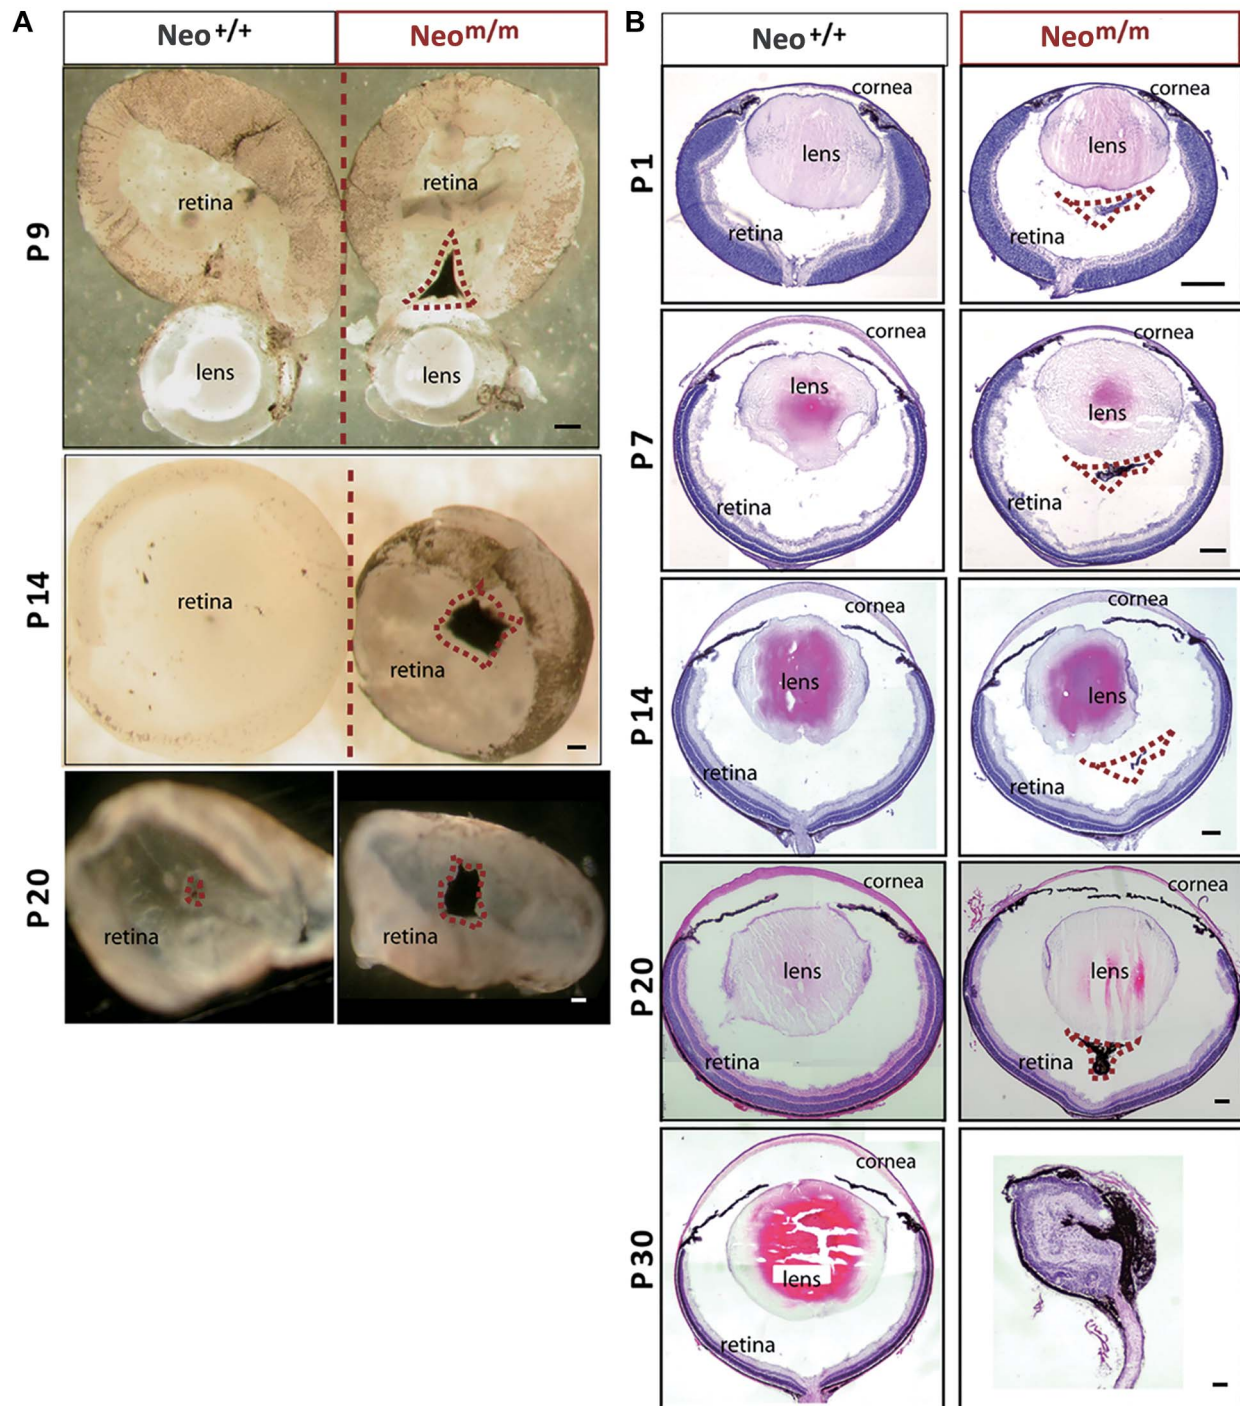 A
Neo+/+
Neom/m
P9
retina
retina
lens
lens
P14
retina
retina
P20
retina
retina
B
Neo+/+
Neom/m
P1
cornea
lens
retina
cornea
lens
retina
P7
cornea
lens
retina
cornea
lens
retina
P14
cornea
lens
retina
cornea
lens
retina
P20
cornea
lens
retina
cornea
lens
retina
P30
cornea
lens
retina